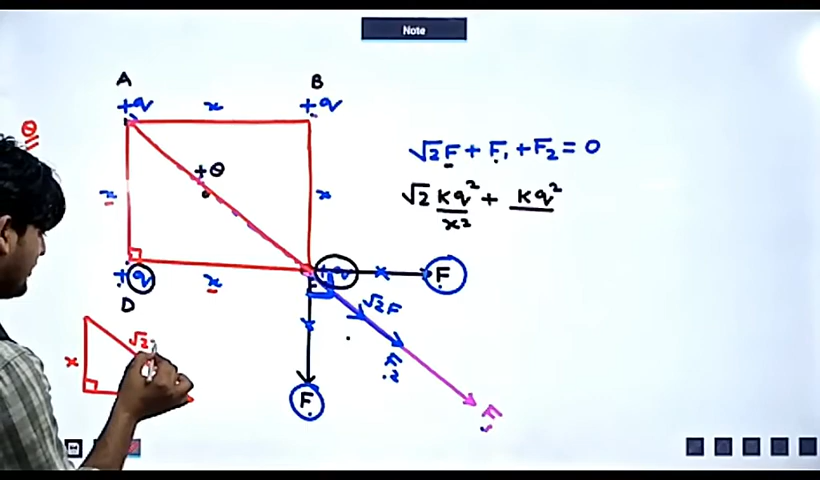 Note
A
B
+q x +q
θ
+θ
x
x
√2F + F₁ + F₂ = 0
√2 Kq²/x² + Kq²
+q
x
+q
x
F
D
√2F
F₂
F
F₁
x
√2